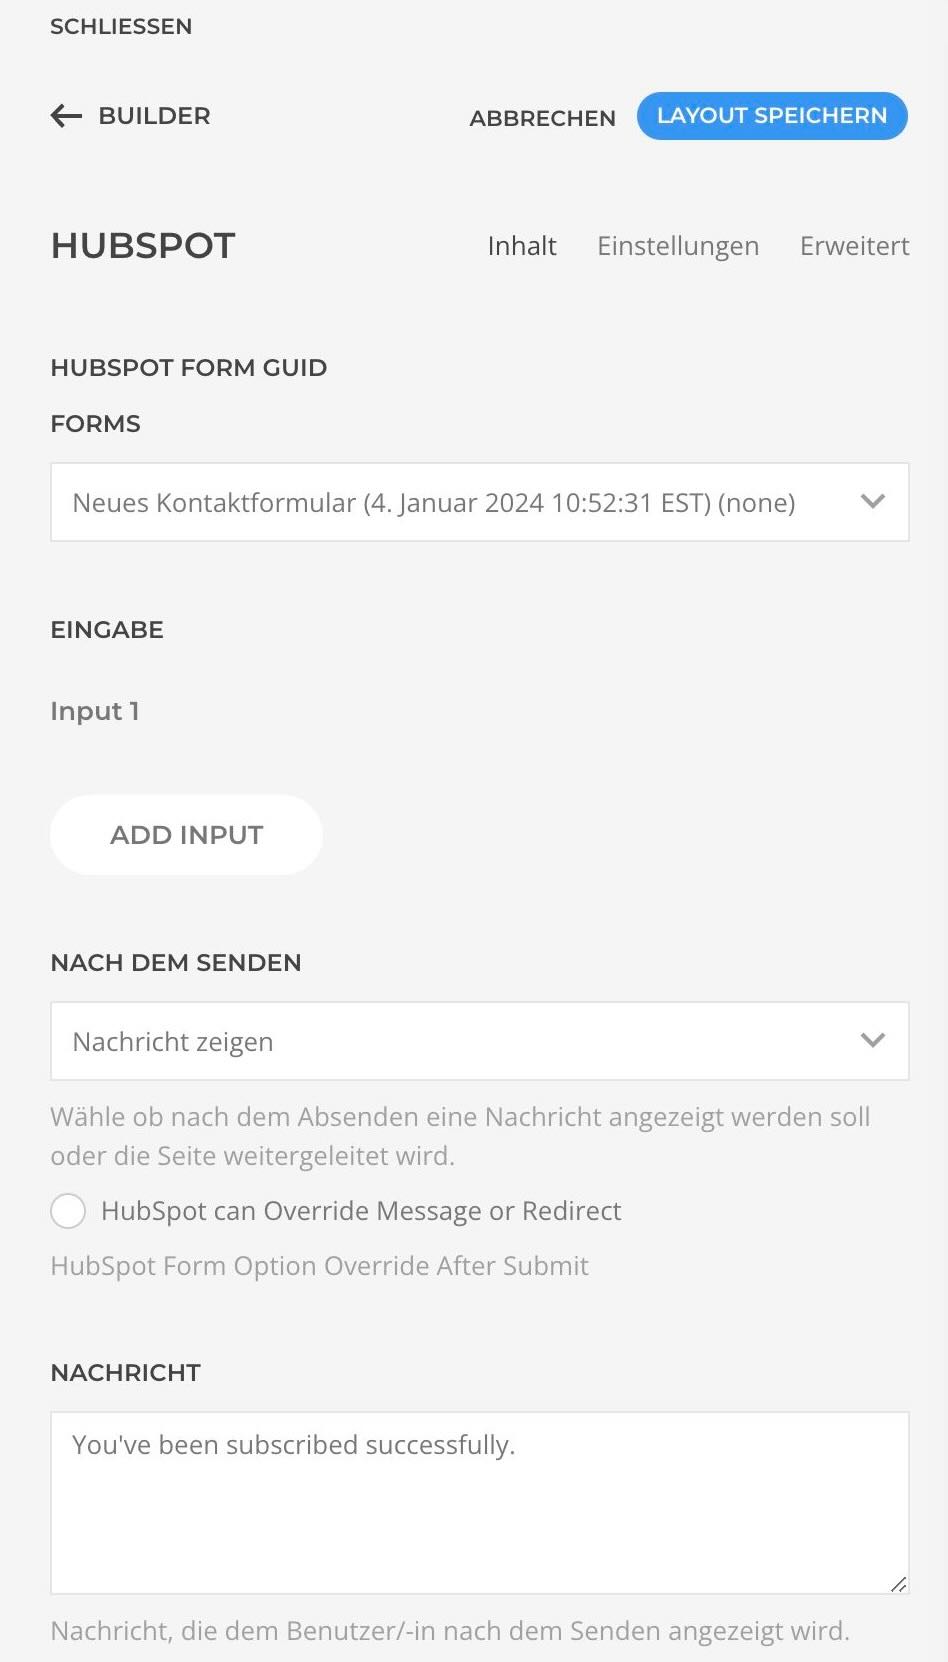 SCHLIESSEN
BUILDER
ABBRECHEN
LAYOUT SPEICHERN
HUBSPOT
Inhalt
Einstellungen
Erweitert
HUBSPOT FORM GUID
FORMS
Neues Kontaktformular (4. Januar 2024 10:52:31 EST) (none)
EINGABE
Input 1
ADD INPUT
NACH DEM SENDEN
Nachricht zeigen
Wähle ob nach dem Absenden eine Nachricht angezeigt werden soll
oder die Seite weitergeleitet wird.
HubSpot can Override Message or Redirect
HubSpot Form Option Override After Submit
NACHRICHT
You've been subscribed successfully.
Nachricht, die dem Benutzer/-in nach dem Senden angezeigt wird.